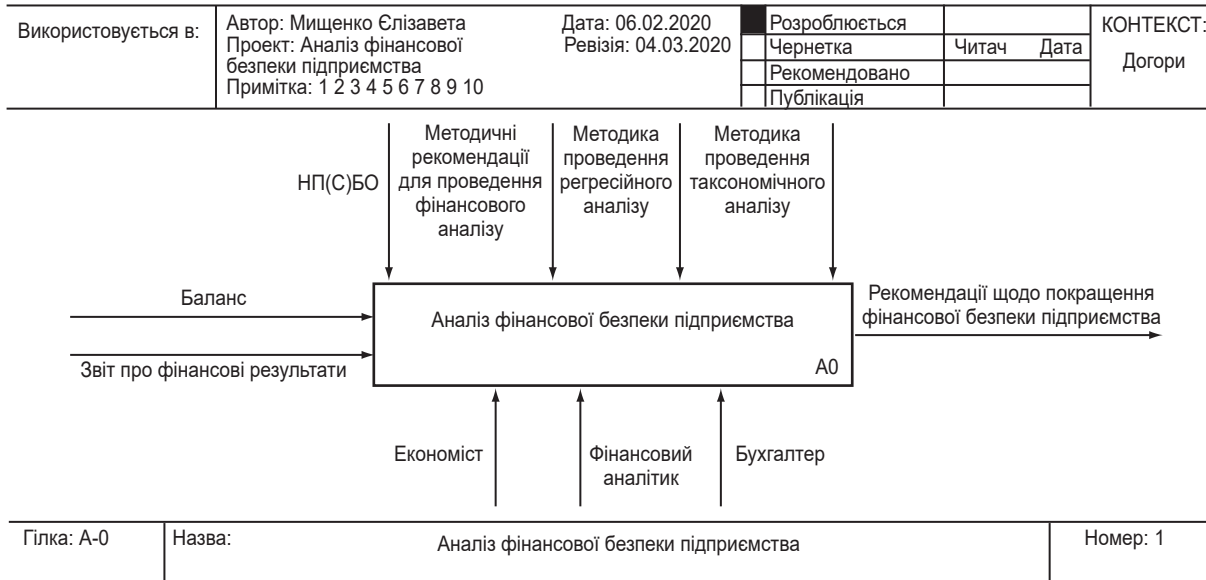 Використовується в:
Автор: Мищенко Єлізавета
Проект: Аналіз фінансової
безпеки підприємства
Примітка: 1 2 3 4 5 6 7 8 9 10
Дата: 06.02.2020
Ревізія: 04.03.2020
Розроблюється
Чернетка
Рекомендовано
Публікація
Читач
Дата
КОНТЕКСТ:
Догори
НП(С)БО
Методичні
рекомендації
для проведення
фінансового
аналізу
Методика
проведення
регресійного
аналізу
Методика
проведення
таксономічного
аналізу
Баланс
Звіт про фінансові результати
Аналіз фінансової безпеки підприємства
А0
Рекомендації щодо покращення
фінансової безпеки підприємства
Економіст
Фінансовий
аналітик
Бухгалтер
Гілка: А-0
Назва:
Аналіз фінансової безпеки підприємства
Номер: 1